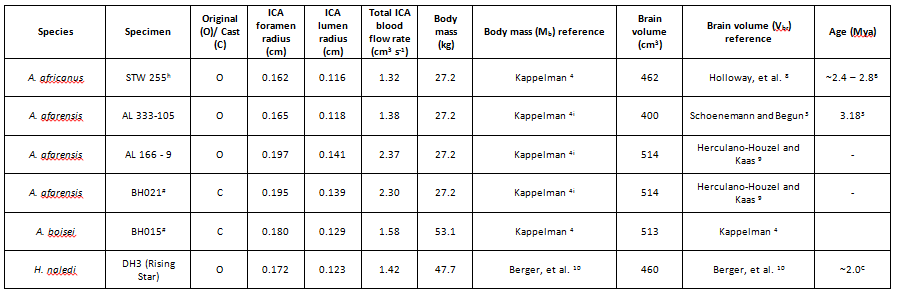 Species | Specimen | Original (O)/ Cast (C) | ICA foramen radius (cm) | ICA lumen radius (cm) | Total ICA blood flow rate (cm³ s⁻¹) | Body mass (kg) | Body mass (Mb) reference | Brain volume (cm³) | Brain volume (Vbr) reference | Age (Mya)
A. africanus | STW 255ʰ | O | 0.162 | 0.116 | 1.32 | 27.2 | Kappelman ⁴ | 462 | Holloway, et al. ⁸ | ~2.4 – 2.8ᴮ
A. afarensis | AL 333-105 | O | 0.165 | 0.118 | 1.38 | 27.2 | Kappelman ⁴ⁱ | 400 | Schoenemann and Begun ⁵ | 3.18⁵
A. afarensis | AL 166 - 9 | O | 0.197 | 0.141 | 2.37 | 27.2 | Kappelman ⁴ⁱ | 514 | Herculano-Houzel and Kaas ⁹ | -
A. afarensis | BH021ᵃ | C | 0.195 | 0.139 | 2.30 | 27.2 | Kappelman ⁴ⁱ | 514 | Herculano-Houzel and Kaas ⁹ | -
A. boisei | BH015ᵃ | C | 0.180 | 0.129 | 1.58 | 53.1 | Kappelman ⁴ | 513 | Kappelman ⁴
H. naledi | DH3 (Rising Star) | O | 0.172 | 0.123 | 1.42 | 47.7 | Berger, et al. ¹⁰ | 460 | Berger, et al. ¹⁰ | ~2.0ᶜ